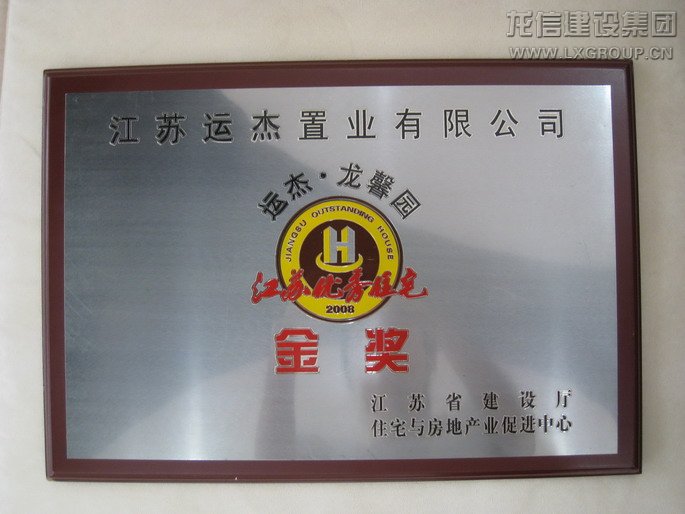 龙信建设集团
WWW.LXGROUP.CN
江苏运杰置业有限公司
运杰·龙馨园
JIANGSU OUTSTANDING HOUSE
H
江苏优秀住宅
2008
金奖
江苏省建设厅
住宅与房地产业促进中心